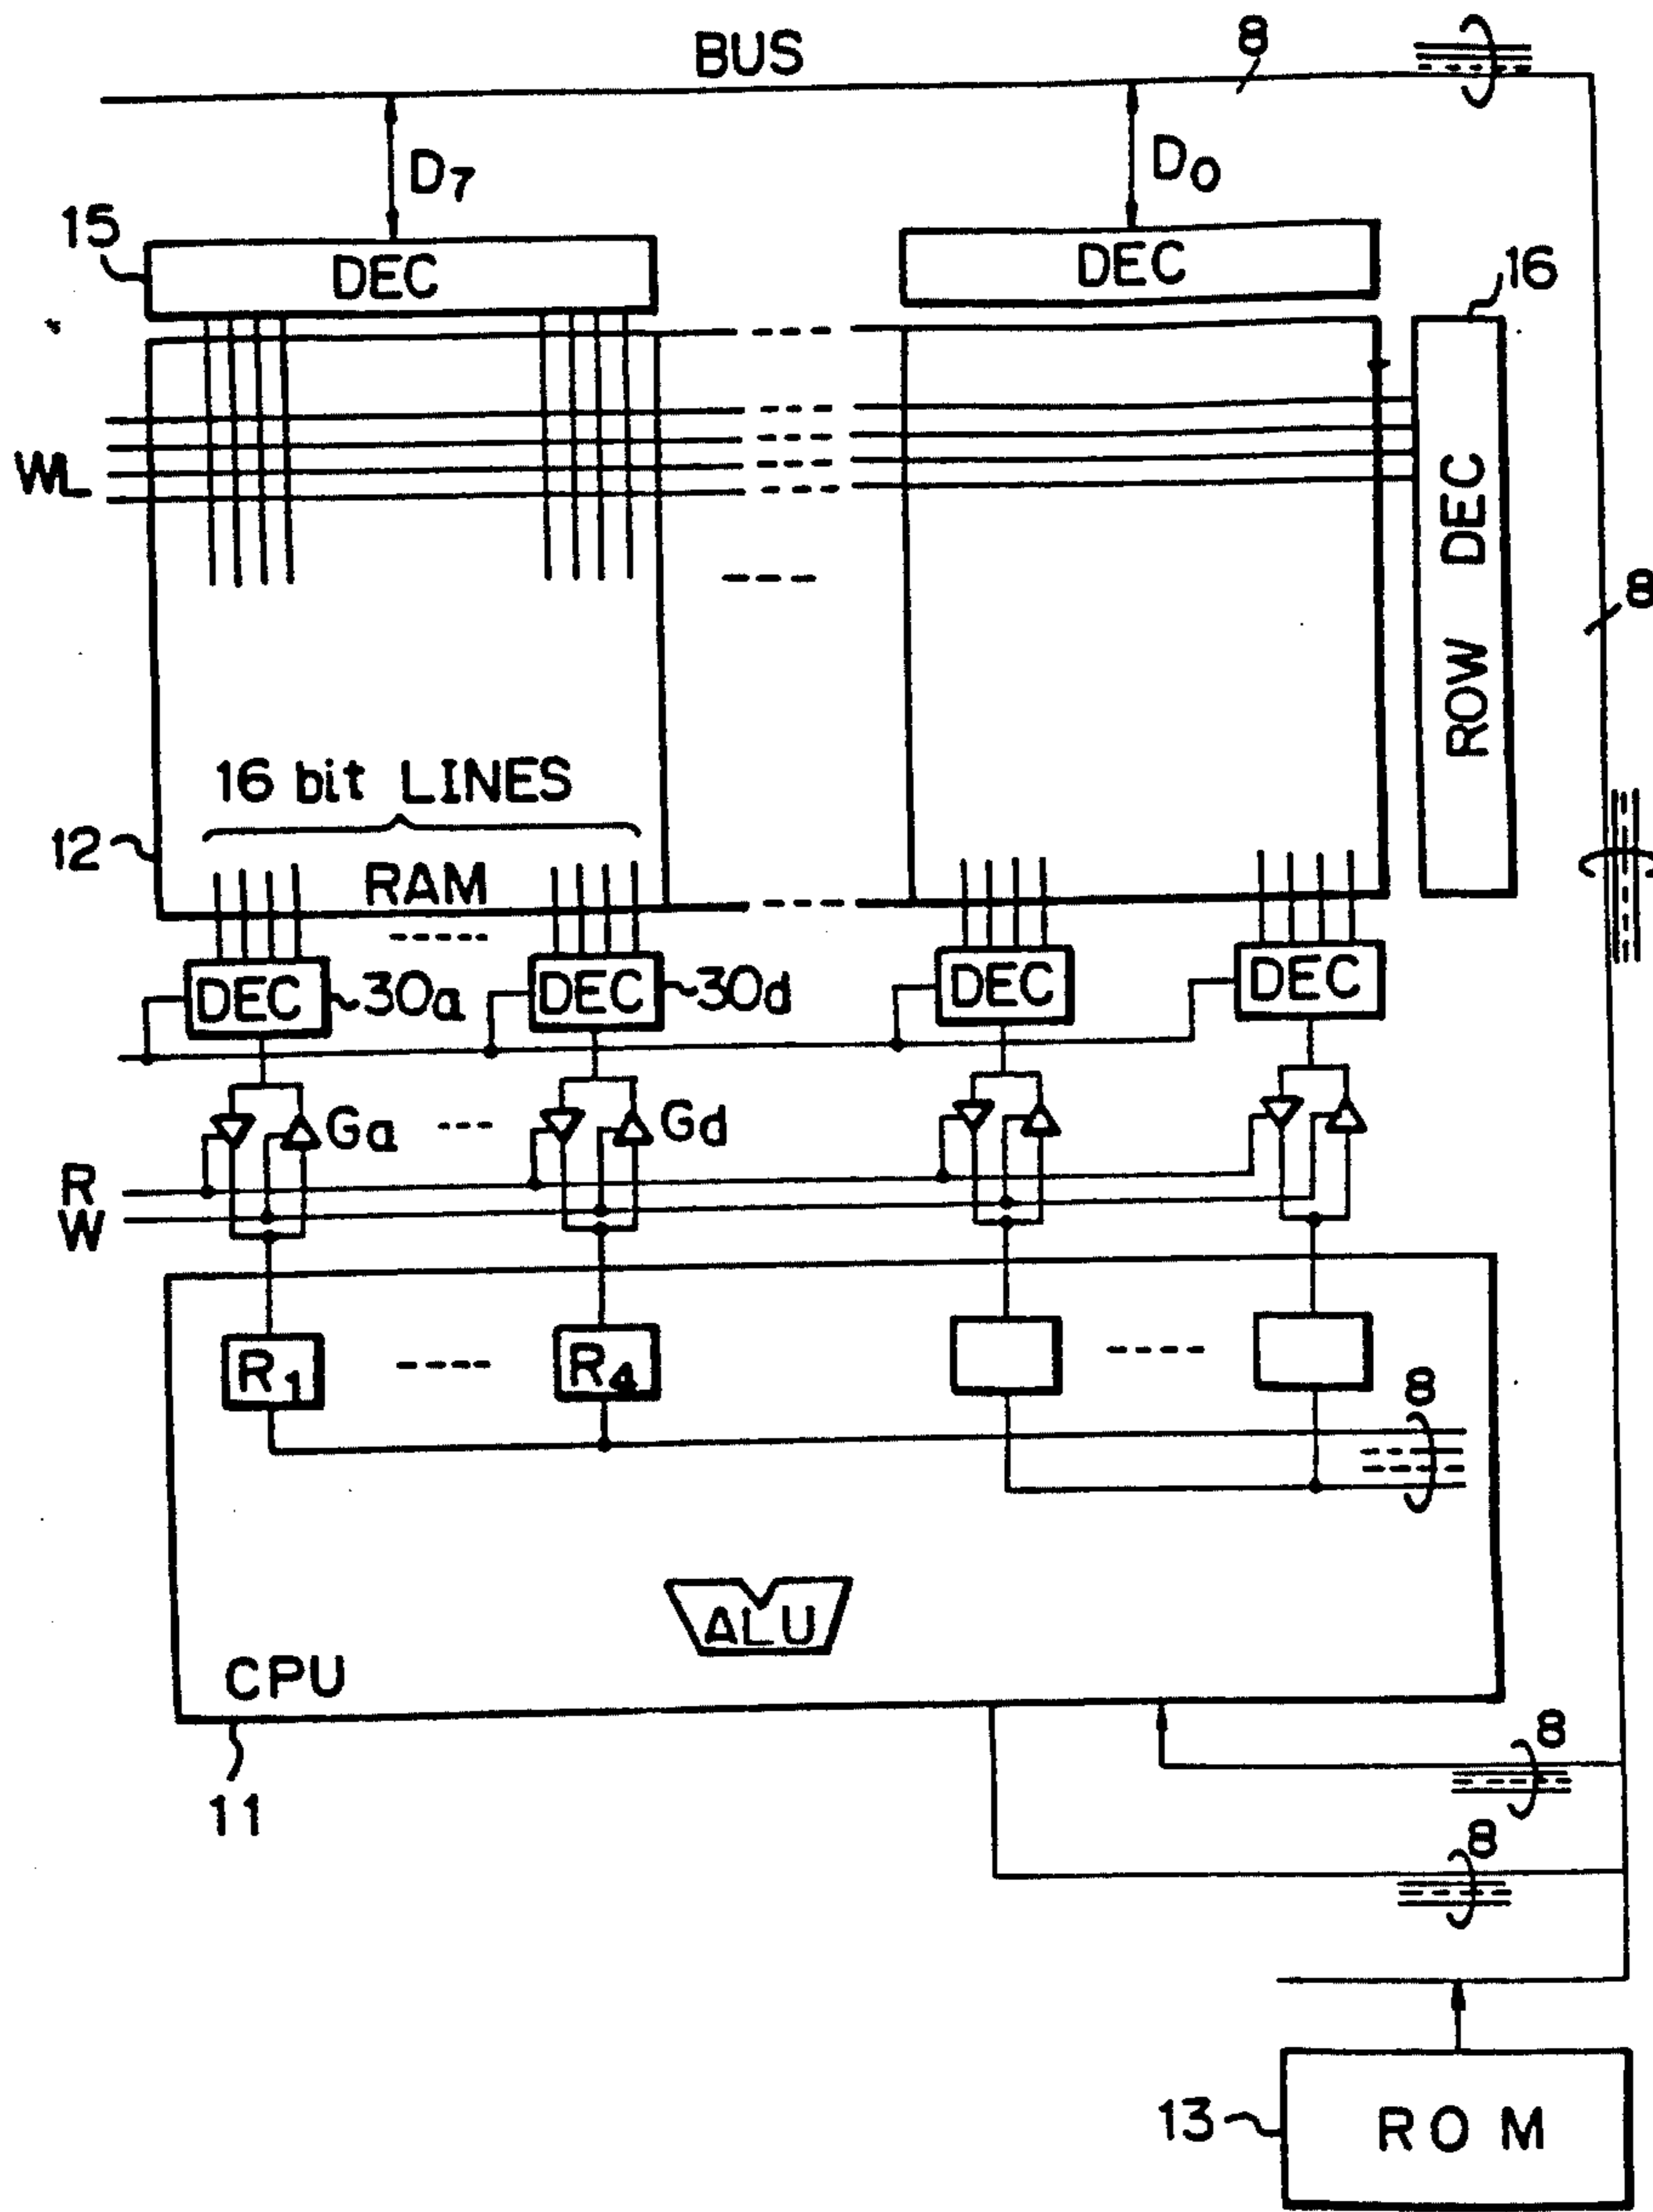 BUS
8
D7
D0
15
DEC
DEC
16
WL
ROW DEC
8
16 bit LINES
12
RAM
DEC
30a
DEC
30d
DEC
DEC
Ga
Gd
R
W
R1
R4
8
ALU
CPU
11
8
8
13
ROM